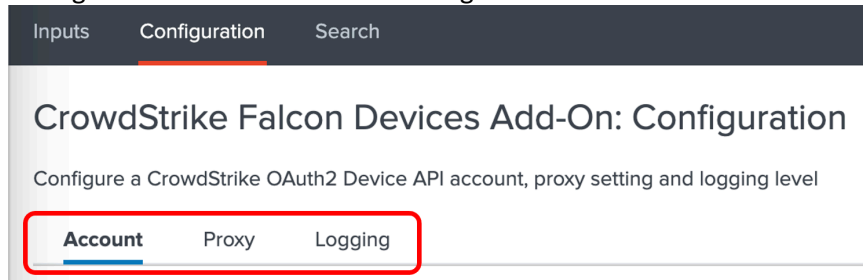 Inputs Configuration Search
CrowdStrike Falcon Devices Add-On: Configuration
Configure a CrowdStrike OAuth2 Device API account, proxy setting and logging level
Account Proxy Logging